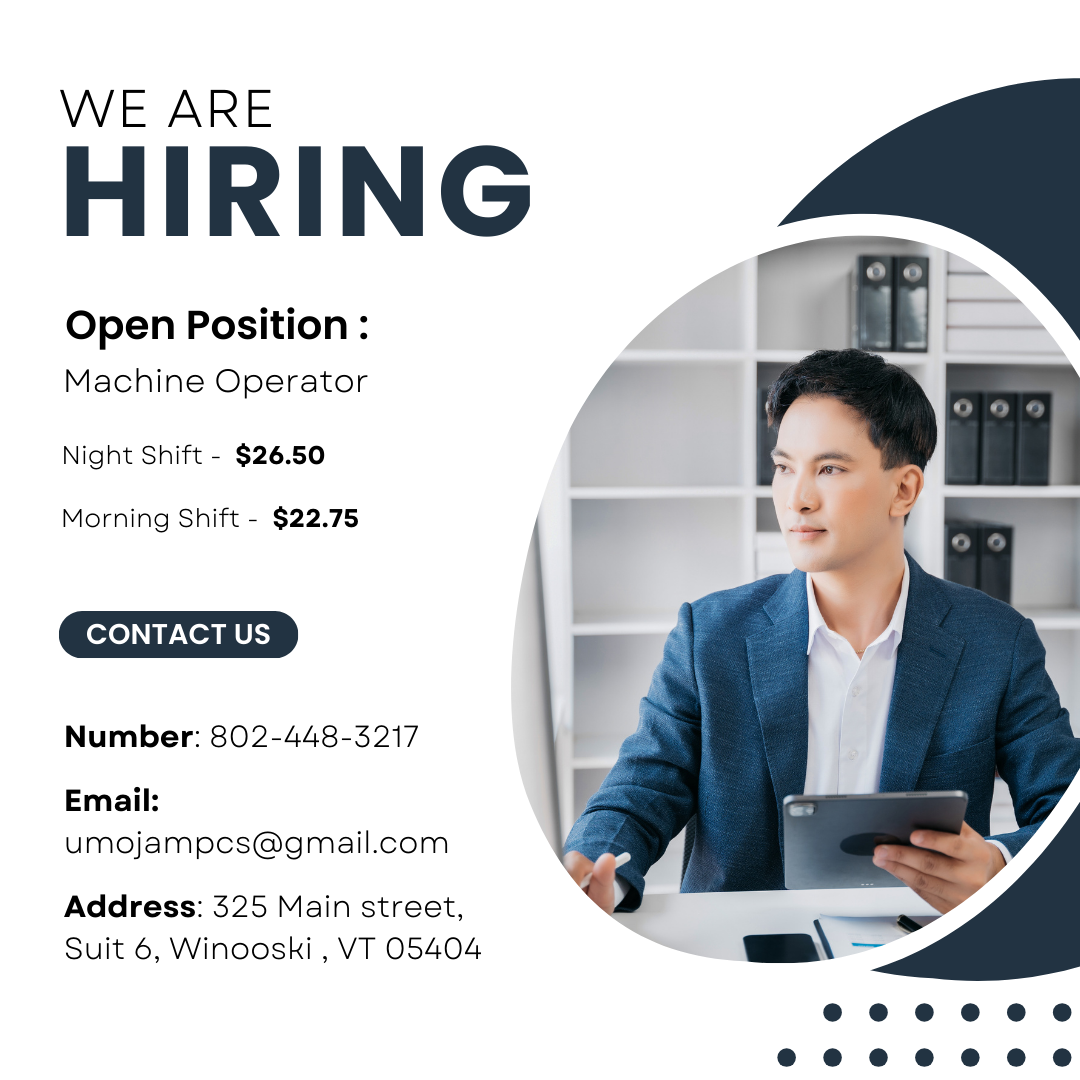 WE ARE
HIRING
Open Position :
Machine Operator
Night Shift - $26.50
Morning Shift - $22.75
CONTACT US
Number: 802-448-3217
Email:
umojampcs@gmail.com
Address: 325 Main street,
Suit 6, Winooski , VT 05404